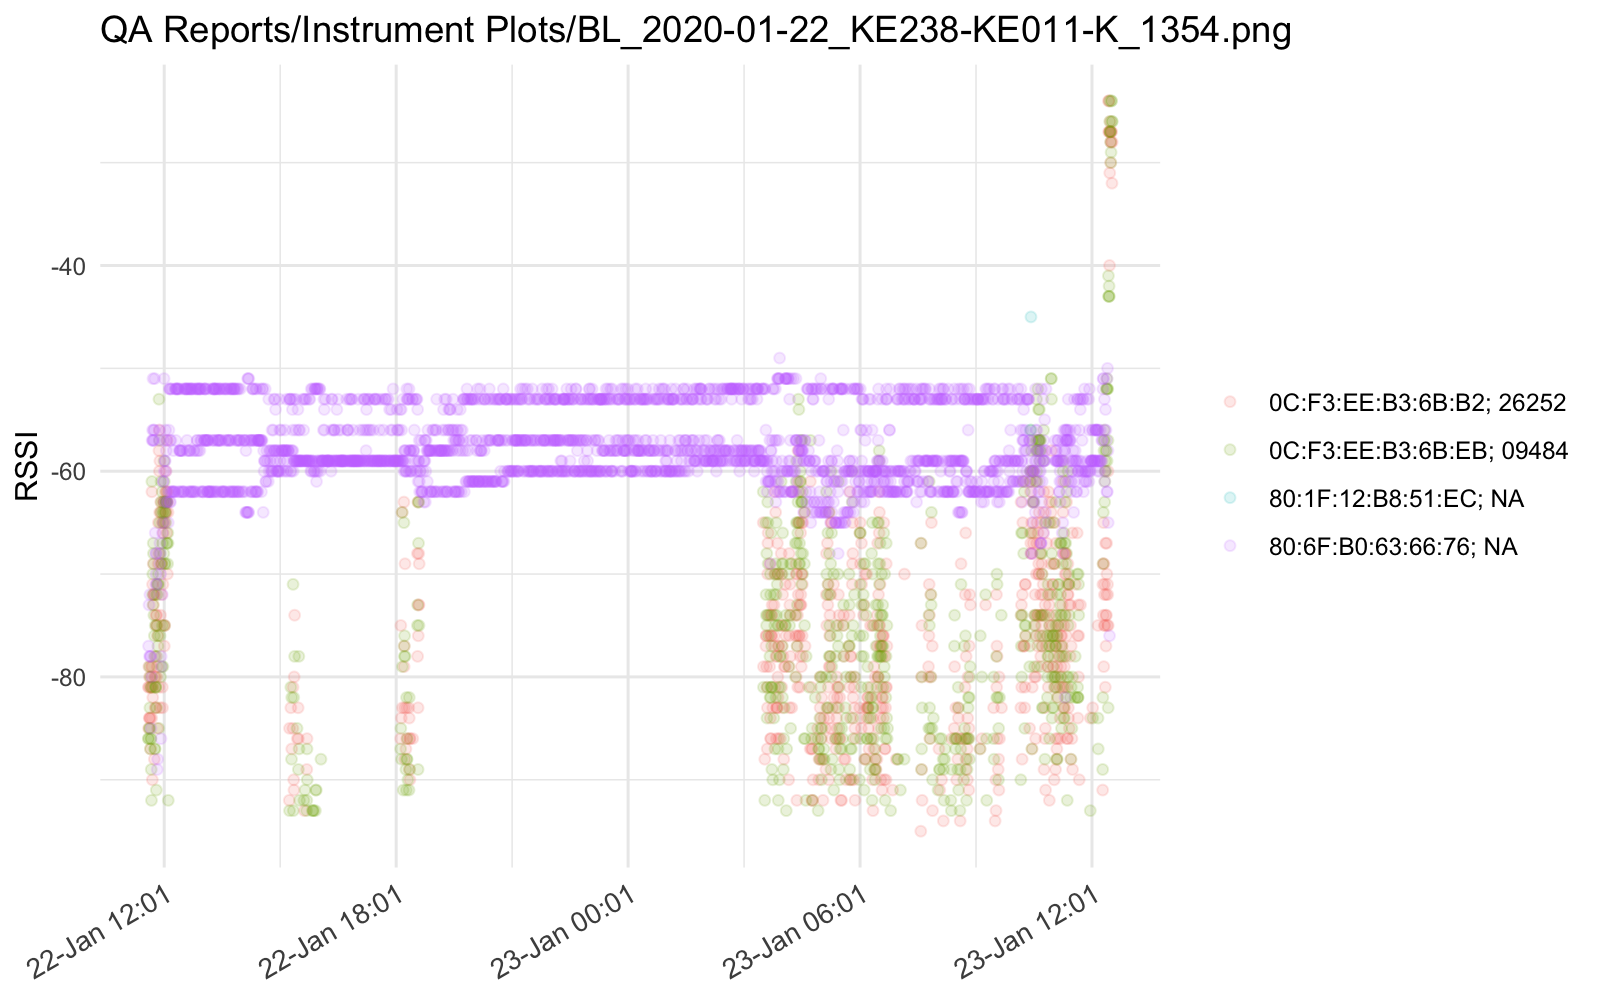 QA Reports/Instrument Plots/BL_2020-01-22_KE238-KE011-K_1354.png
RSSI
-40
-60
-80
22-Jan 12:01
22-Jan 18:01
23-Jan 00:01
23-Jan 06:01
23-Jan 12:01
0C:F3:EE:B3:6B:B2; 26252
0C:F3:EE:B3:6B:EB; 09484
80:1F:12:B8:51:EC; NA
80:6F:B0:63:66:76; NA